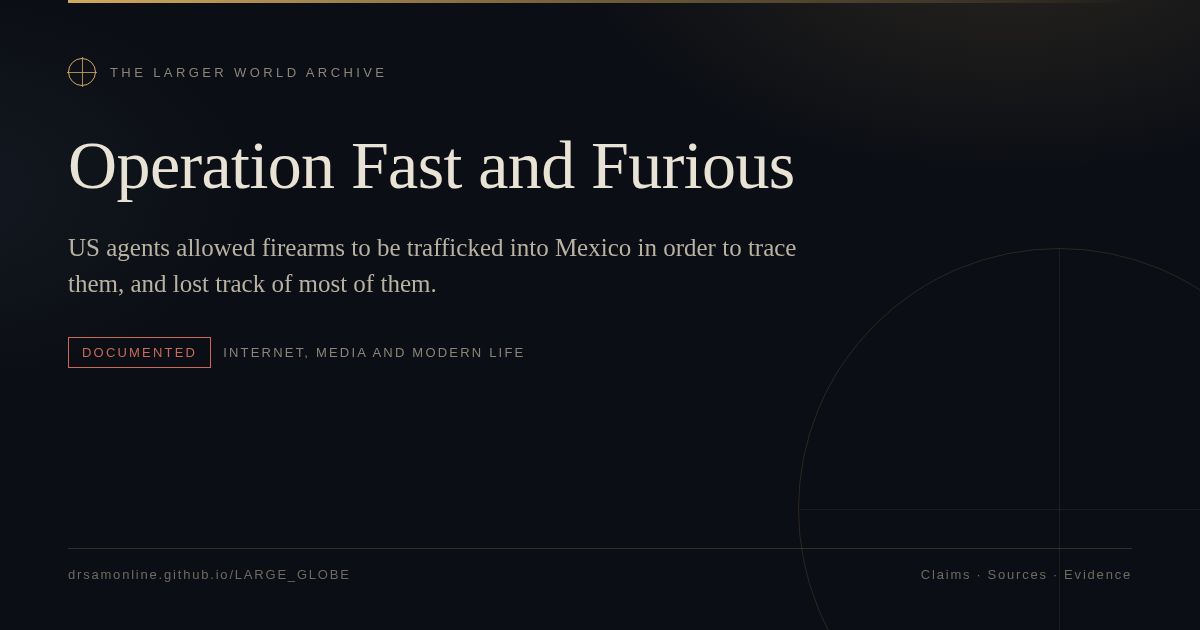 THE LARGER WORLD ARCHIVE
Operation Fast and Furious
US agents allowed firearms to be trafficked into Mexico in order to trace
them, and lost track of most of them.
DOCUMENTED INTERNET, MEDIA AND MODERN LIFE
drsamonline.github.io/LARGE_GLOBE Claims · Sources · Evidence